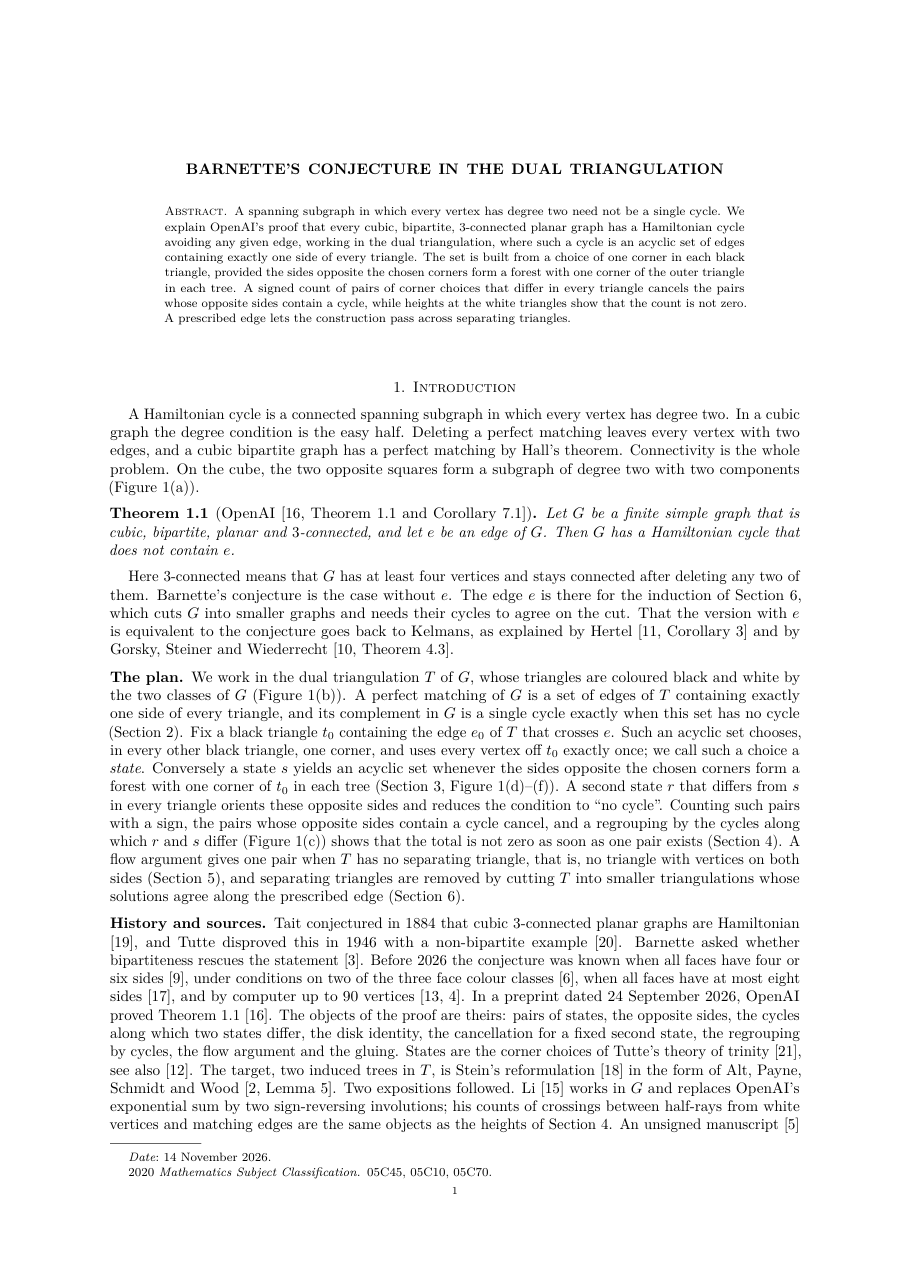 BARNETTE'S CONJECTURE IN THE DUAL TRIANGULATION
ABSTRACT. A spanning subgraph in which every vertex has degree two need not be a single cycle. We
explain OpenAI's proof that every cubic, bipartite, 3-connected planar graph has a Hamiltonian cycle
avoiding any given edge, working in the dual triangulation, where such a cycle is an acyclic set of edges
containing exactly one side of every triangle. The set is built from a choice of one corner in each black
triangle, provided the sides opposite the chosen corners form a forest with one corner of the outer triangle
in each tree. A signed count of pairs of corner choices that differ in every triangle cancels the pairs
whose opposite sides contain a cycle, while heights at the white triangles show that the count is not zero.
A prescribed edge lets the construction pass across separating triangles.
1. INTRODUCTION
A Hamiltonian cycle is a connected spanning subgraph in which every vertex has degree two. In a cubic
graph the degree condition is the easy half. Deleting a perfect matching leaves every vertex with two
edges, and a cubic bipartite graph has a perfect matching by Hall's theorem. Connectivity is the whole
problem. On the cube, the two opposite squares form a subgraph of degree two with two components
(Figure 1(a)).
Theorem 1.1 (OpenAI [16, Theorem 1.1 and Corollary 7.1]). Let G be a finite simple graph that is
cubic, bipartite, planar and 3-connected, and let e be an edge of G. Then G has a Hamiltonian cycle that
does not contain e.
Here 3-connected means that G has at least four vertices and stays connected after deleting any two of
them. Barnette's conjecture is the case without e. The edge e is there for the induction of Section 6,
which cuts G into smaller graphs and needs their cycles to agree on the cut. That the version with e
is equivalent to the conjecture goes back to Kelmans, as explained by Hertel [11, Corollary 3] and by
Gorsky, Steiner and Wiederrecht [10, Theorem 4.3].
The plan. We work in the dual triangulation T of G, whose triangles are coloured black and white by
the two classes of G (Figure 1(b)). A perfect matching of G is a set of edges of T containing exactly
one side of every triangle, and its complement in G is a single cycle exactly when this set has no cycle
(Section 2). Fix a black triangle t0 containing the edge e0 of T that crosses e. Such an acyclic set chooses,
in every other black triangle, one corner, and uses every vertex off t0 exactly once; we call such a choice a
state. Conversely a state s yields an acyclic set whenever the sides opposite the chosen corners form a
forest with one corner of t0 in each tree (Section 3, Figure 1(d)–(f)). A second state r that differs from s
in every triangle orients these opposite sides and reduces the condition to “no cycle”. Counting such pairs
with a sign, the pairs whose opposite sides contain a cycle cancel, and a regrouping by the cycles along
which r and s differ (Figure 1(c)) shows that the total is not zero as soon as one pair exists (Section 4). A
flow argument gives one pair when T has no separating triangle, that is, no triangle with vertices on both
sides (Section 5), and separating triangles are removed by cutting T into smaller triangulations whose
solutions agree along the prescribed edge (Section 6).
History and sources. Tait conjectured in 1884 that cubic 3-connected planar graphs are Hamiltonian
[19], and Tutte disproved this in 1946 with a non-bipartite example [20]. Barnette asked whether
bipartiteness rescues the statement [3]. Before 2026 the conjecture was known when all faces have four or
six sides [9], under conditions on two of the three face colour classes [6], when all faces have at most eight
sides [17], and by computer up to 90 vertices [13, 4]. In a preprint dated 24 September 2026, OpenAI
proved Theorem 1.1 [16]. The objects of the proof are theirs: pairs of states, the opposite sides, the cycles
along which two states differ, the disk identity, the cancellation for a fixed second state, the regrouping
by cycles, the flow argument and the gluing. States are the corner choices of Tutte's theory of trinity [21],
see also [12]. The target, two induced trees in T, is Stein's reformulation [18] in the form of Alt, Payne,
Schmidt and Wood [2, Lemma 5]. Two expositions followed. Li [15] works in G and replaces OpenAI's
exponential sum by two sign-reversing involutions; his counts of crossings between half-rays from white
vertices and matching edges are the same objects as the heights of Section 4. An unsigned manuscript [5]
Date: 14 November 2026.
2020 Mathematics Subject Classification. 05C45, 05C10, 05C70.
1